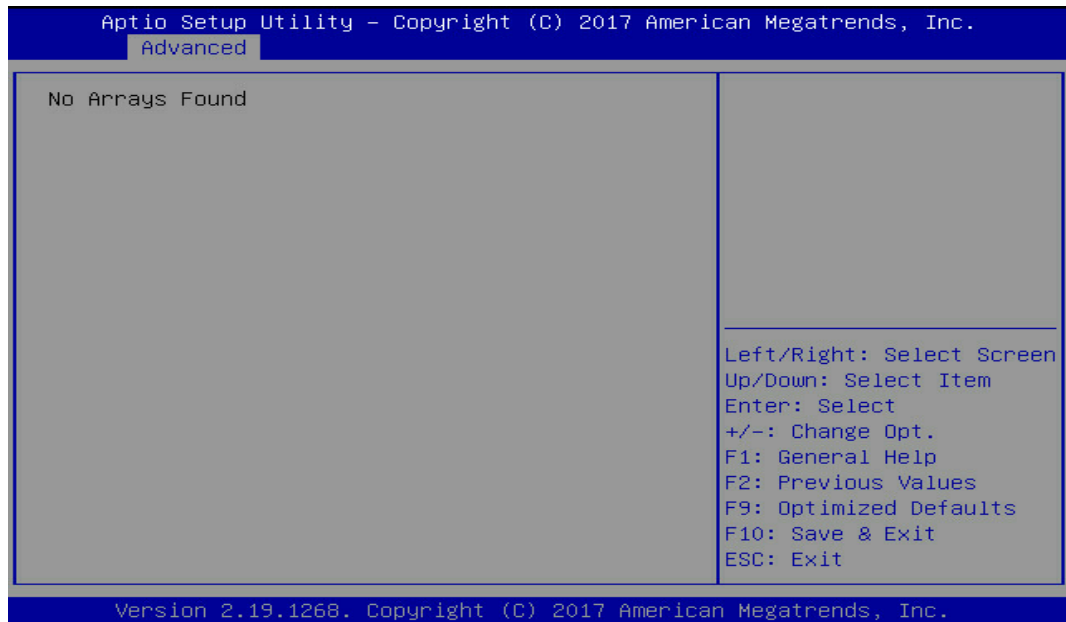 Aptio Setup Utility – Copyright (C) 2017 American Megatrends, Inc.
Advanced
No Arrays Found
Left/Right: Select Screen
Up/Down: Select Item
Enter: Select
+/-: Change Opt.
F1: General Help
F2: Previous Values
F9: Optimized Defaults
F10: Save & Exit
ESC: Exit
Version 2.19.1268. Copyright (C) 2017 American Megatrends, Inc.